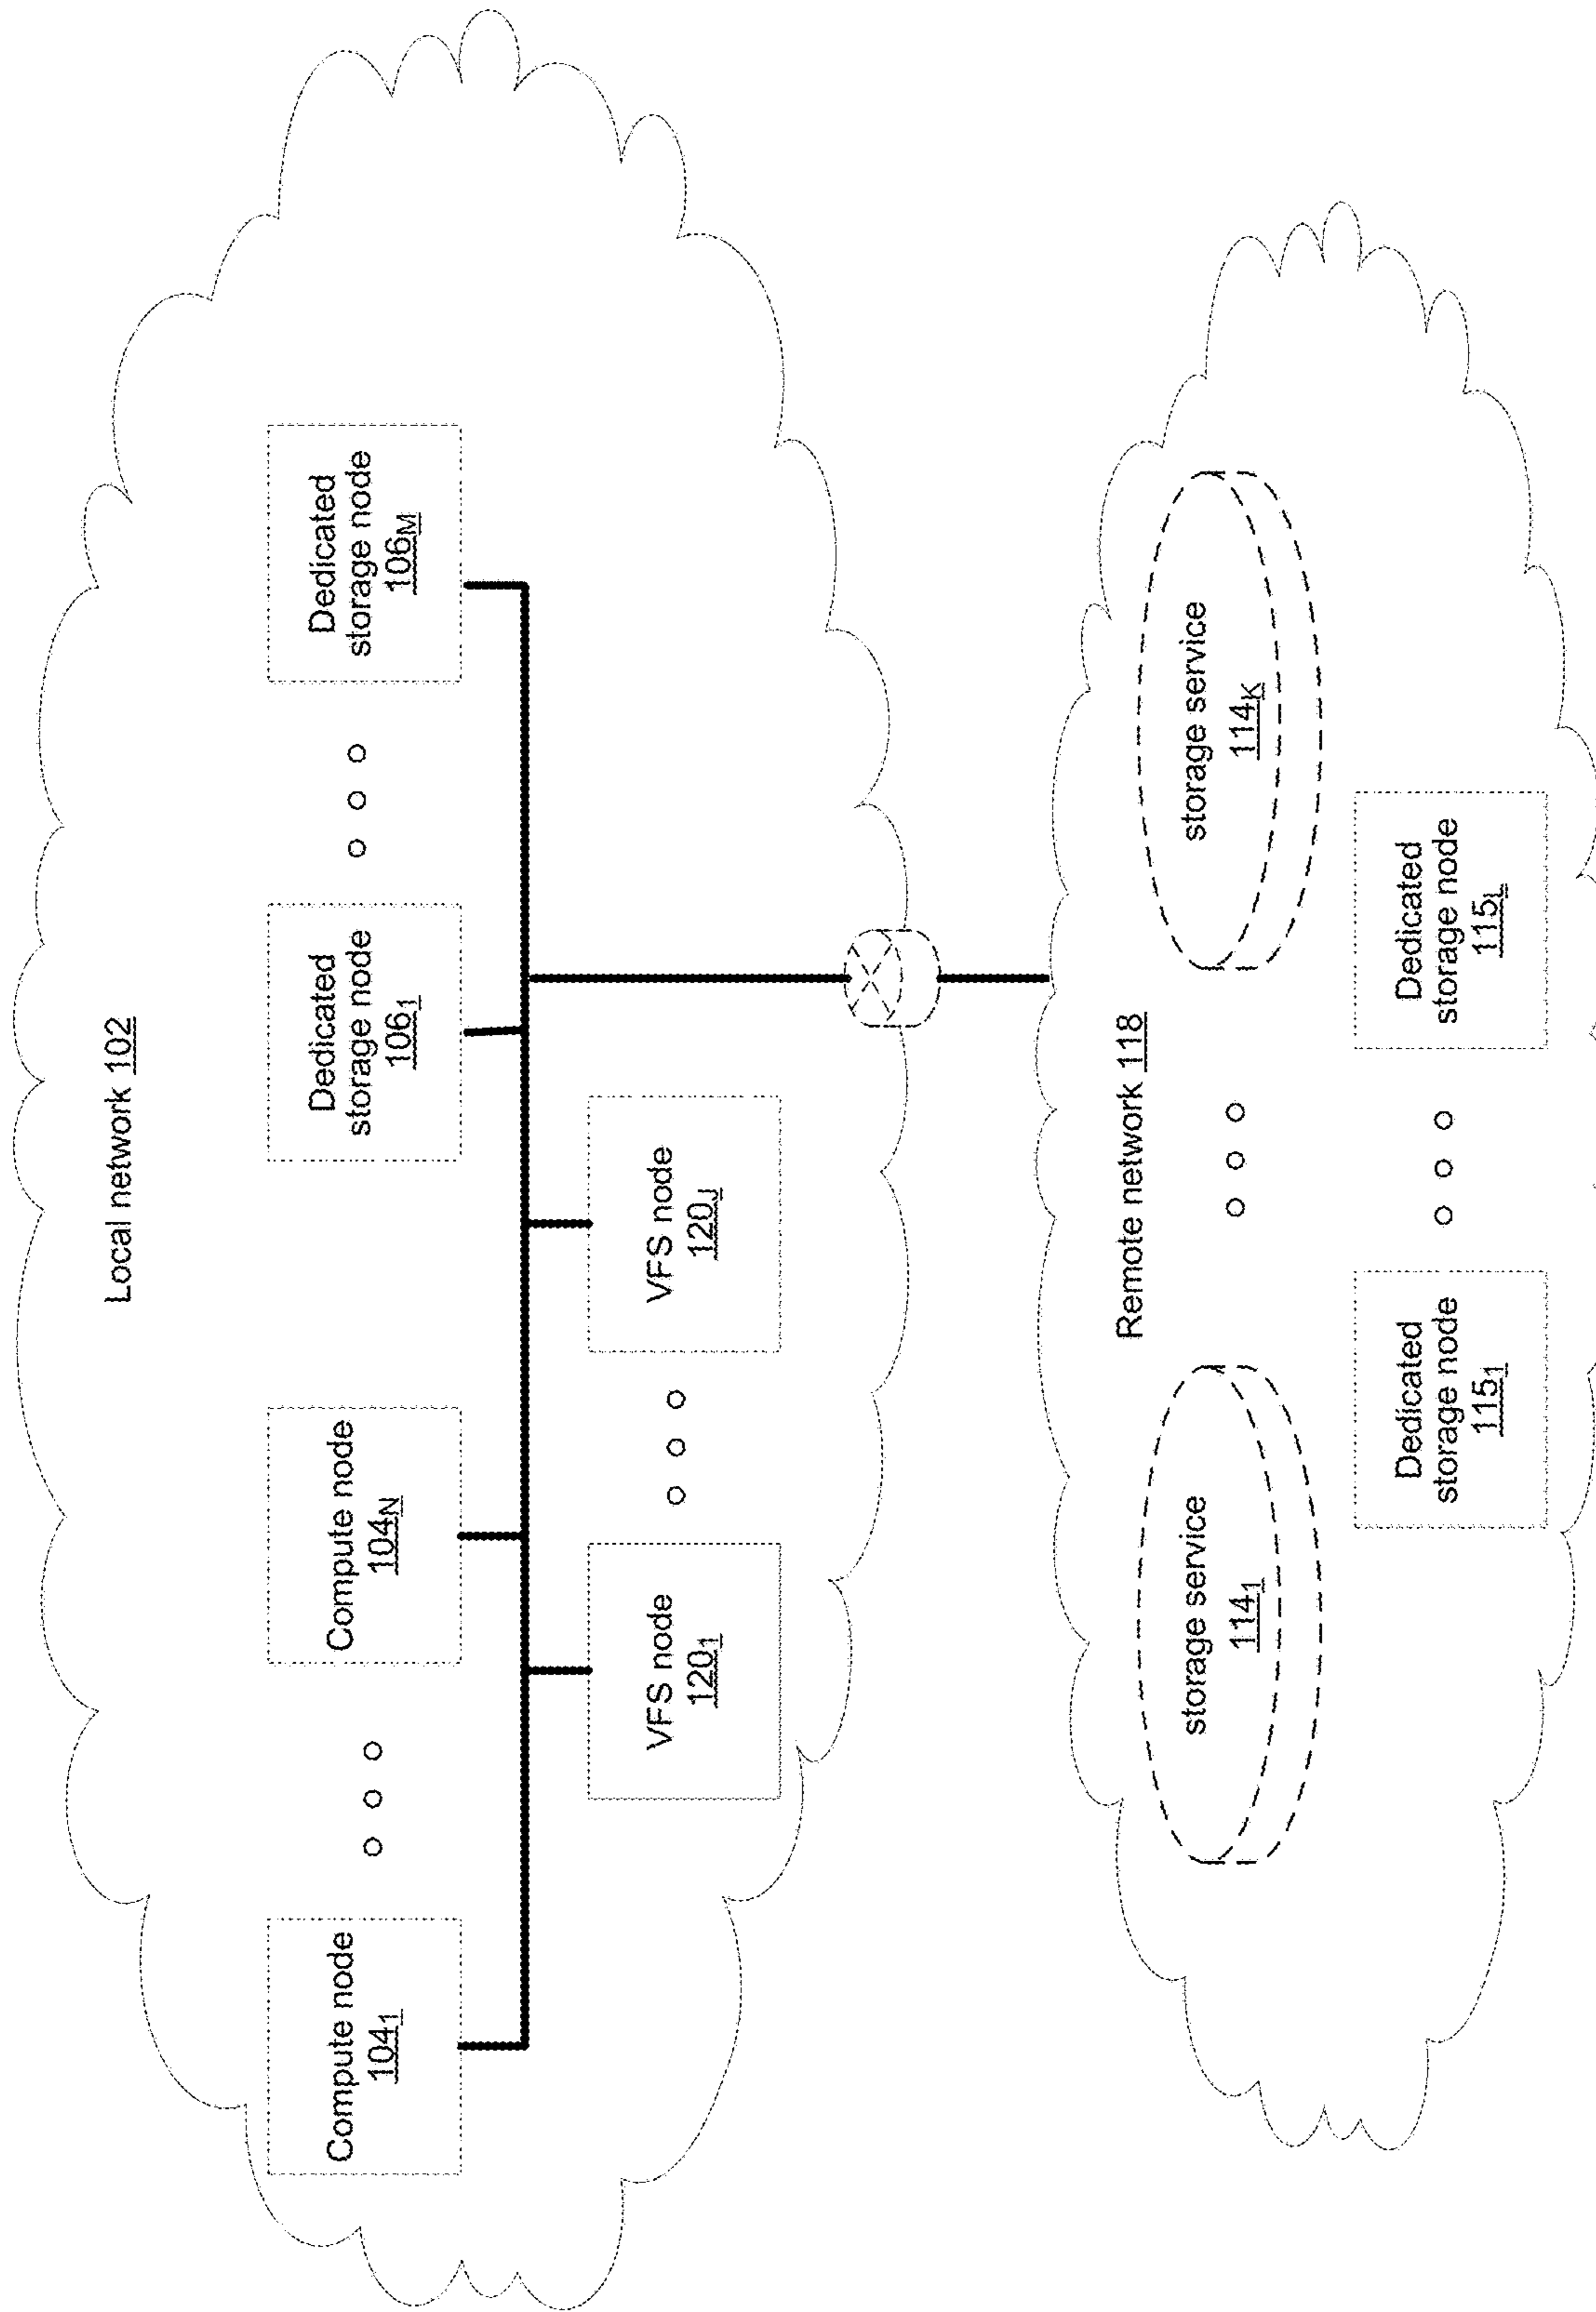 Local network 102
Compute node
104₁
Compute node
104N
Dedicated
storage node
106₁
Dedicated
storage node
106M
VFS node
120₁
VFS node
120J
Remote network 118
storage service
114₁
storage service
114K
Dedicated
storage node
115₁
Dedicated
storage node
115L